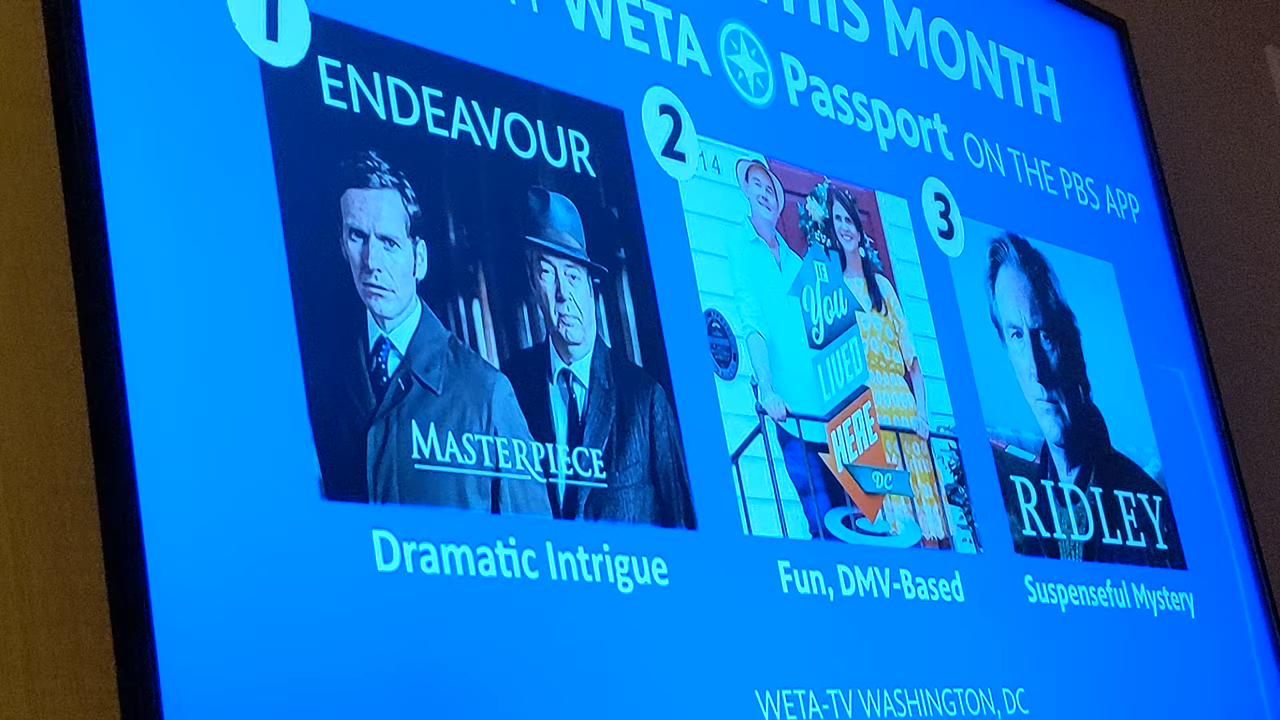 THIS MONTH
WETA Passport ON THE PBS APP
1
ENDEAVOUR
MASTERPIECE
Dramatic Intrigue
2
14
IF
You
LIVED
HERE
DC
Fun, DMV-Based
3
RIDLEY
Suspenseful Mystery
WETA-TV WASHINGTON, DC